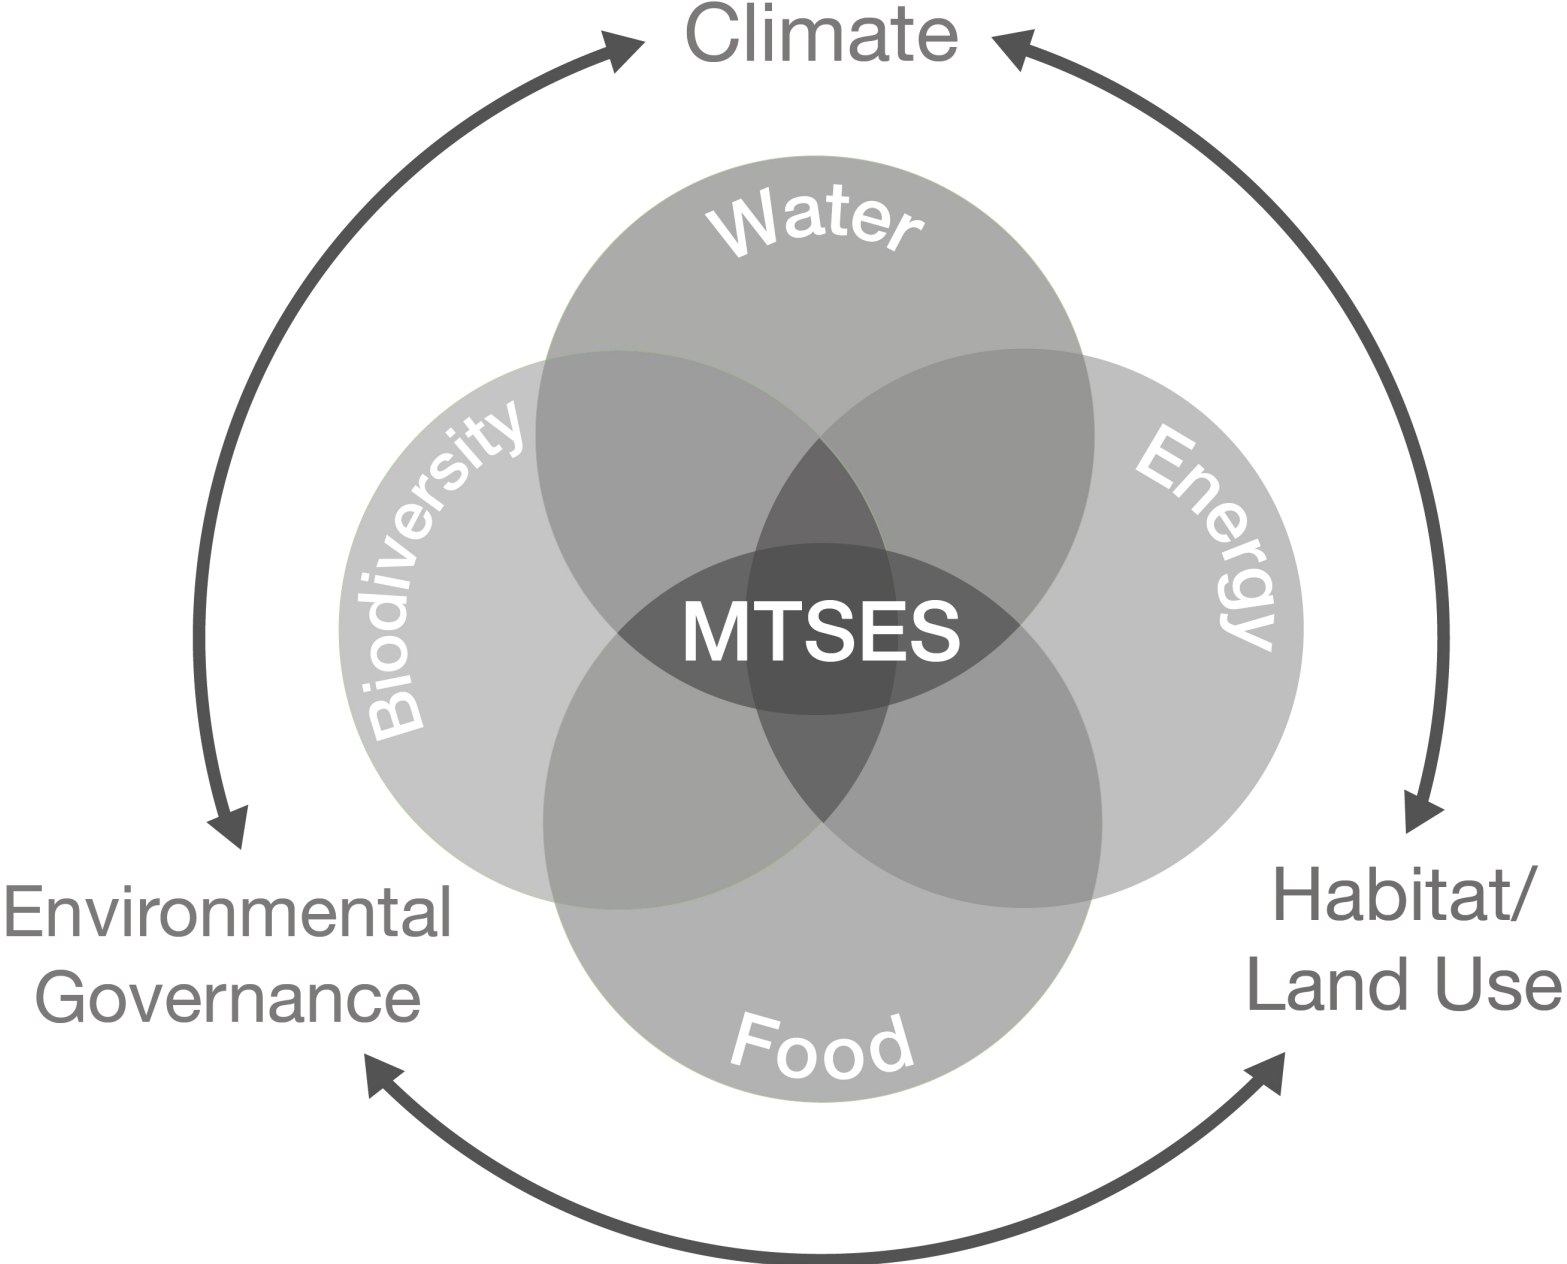 Climate
Water
Biodiversity
Energy
MTSES
Environmental
Governance
Habitat/
Land Use
Food